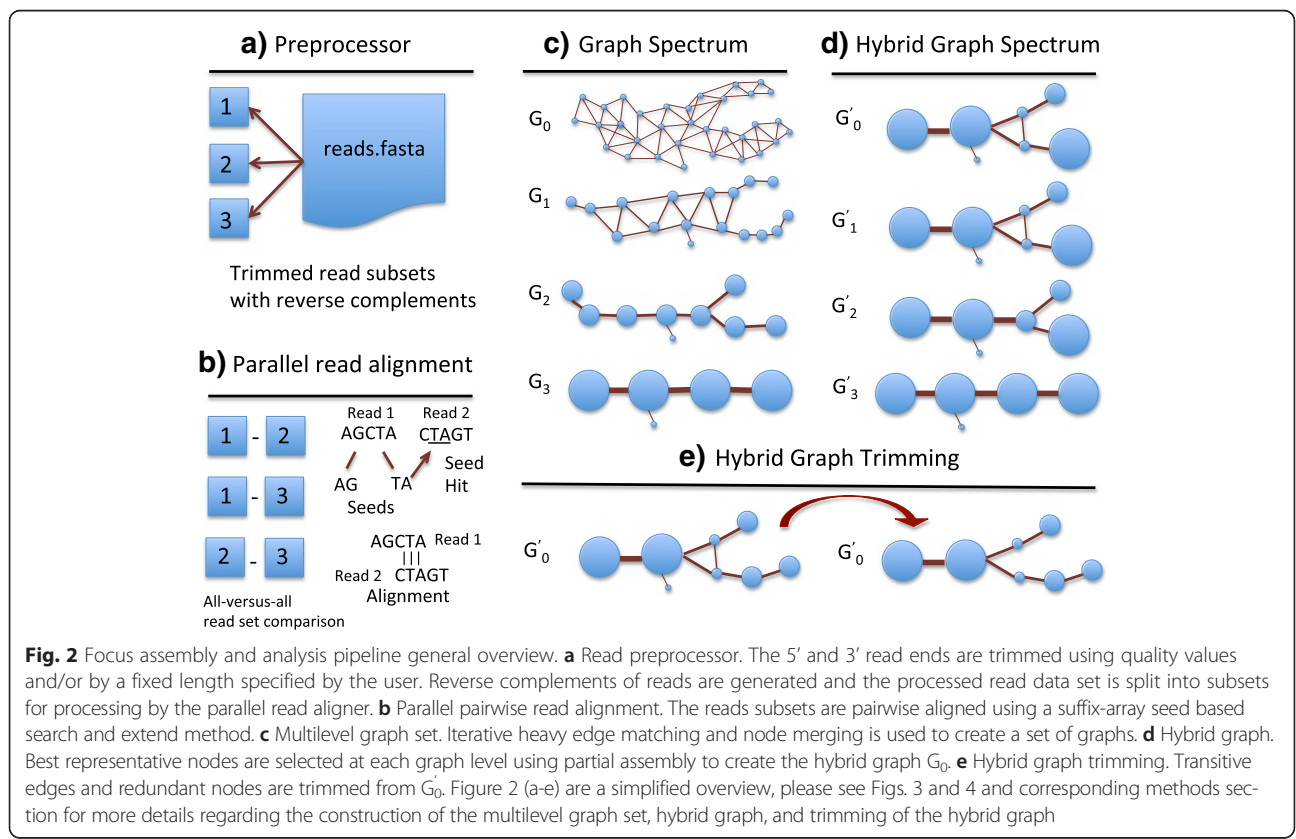 a) Preprocessor
1
2
3
reads.fasta
Trimmed read subsets
with reverse complements
b) Parallel read alignment
1 - 2
1 - 3
2 - 3
All-versus-all
read set comparison
Read 1 Read 2
AGCTA CTAGT
AG TA
Seeds
Seed
Hit
AGCTA Read 1
|||
Read 2 CTAGT
Alignment
c) Graph Spectrum
G0
G1
G2
G3
d) Hybrid Graph Spectrum
G′0
G′1
G′2
G′3
e) Hybrid Graph Trimming
G′0 G′0
Fig. 2 Focus assembly and analysis pipeline general overview. a Read preprocessor. The 5′ and 3′ read ends are trimmed using quality values
and/or by a fixed length specified by the user. Reverse complements of reads are generated and the processed read data set is split into subsets
for processing by the parallel read aligner. b Parallel pairwise read alignment. The reads subsets are pairwise aligned using a suffix-array seed based
search and extend method. c Multilevel graph set. Iterative heavy edge matching and node merging is used to create a set of graphs. d Hybrid graph.
Best representative nodes are selected at each graph level using partial assembly to create the hybrid graph G0. e Hybrid graph trimming. Transitive
edges and redundant nodes are trimmed from G′0. Figure 2 (a-e) are a simplified overview, please see Figs. 3 and 4 and corresponding methods sec-
tion for more details regarding the construction of the multilevel graph set, hybrid graph, and trimming of the hybrid graph